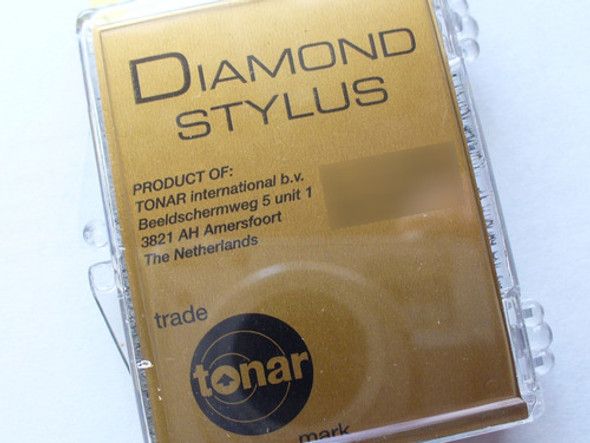 DIAMOND
STYLUS
PRODUCT OF:
TONAR international b.v.
Beeldschermweg 5 unit 1
3821 AH Amersfoort
The Netherlands
trade
tonar
mark